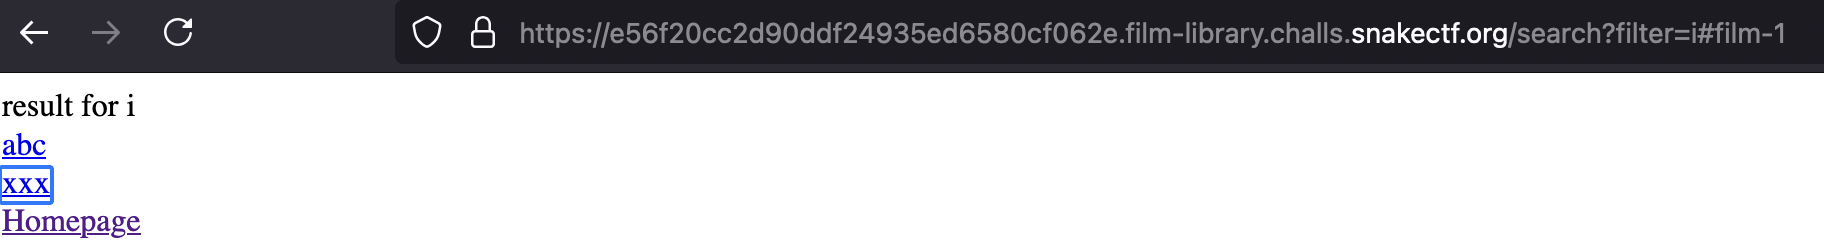 https://e56f20cc2d90ddf24935ed6580cf062e.film-library.challs.snakectf.org/search?filter=i#film-1
result for i
abc
xxx
Homepage